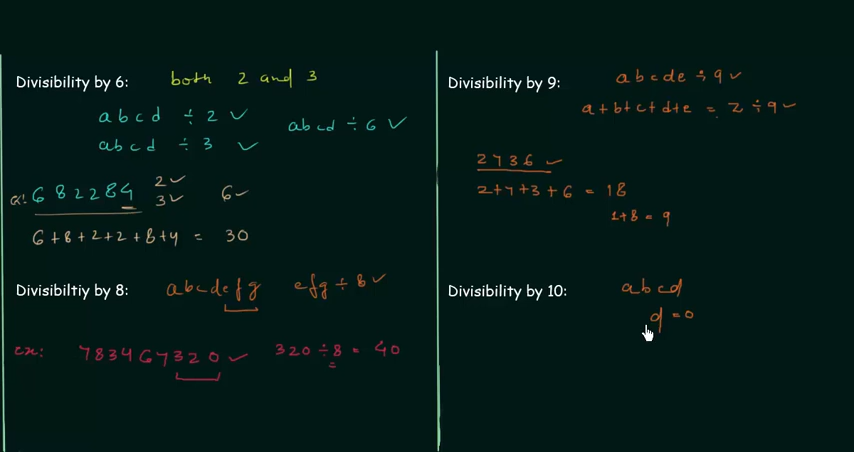 Divisibility by 6: both 2 and 3
abcd ÷ 2 ✓
abcd ÷ 3 ✓
abcd ÷ 6 ✓
ex: 682284 2✓ 3✓ 6✓
6+8+2+2+8+4 = 30
Divisibiltiy by 8: abcdefg efg ÷ 8 ✓
ex: 783467320 ✓ 320 ÷ 8 = 40
Divisibility by 9: abcde ÷ 9 ✓
a+b+c+d+e = z ÷ 9 ✓
2736 ✓
2+7+3+6 = 18
1+8 = 9
Divisibility by 10: abcd
d = 0